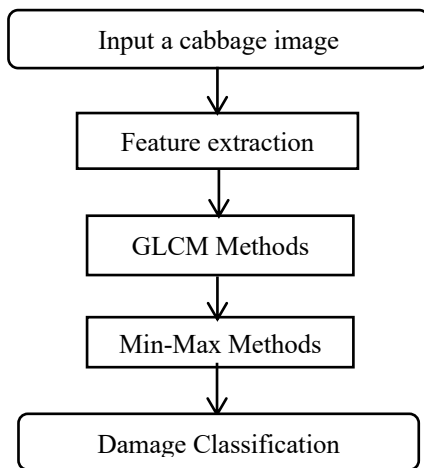 Input a cabbage image
Feature extraction
GLCM Methods
Min-Max Methods
Damage Classification